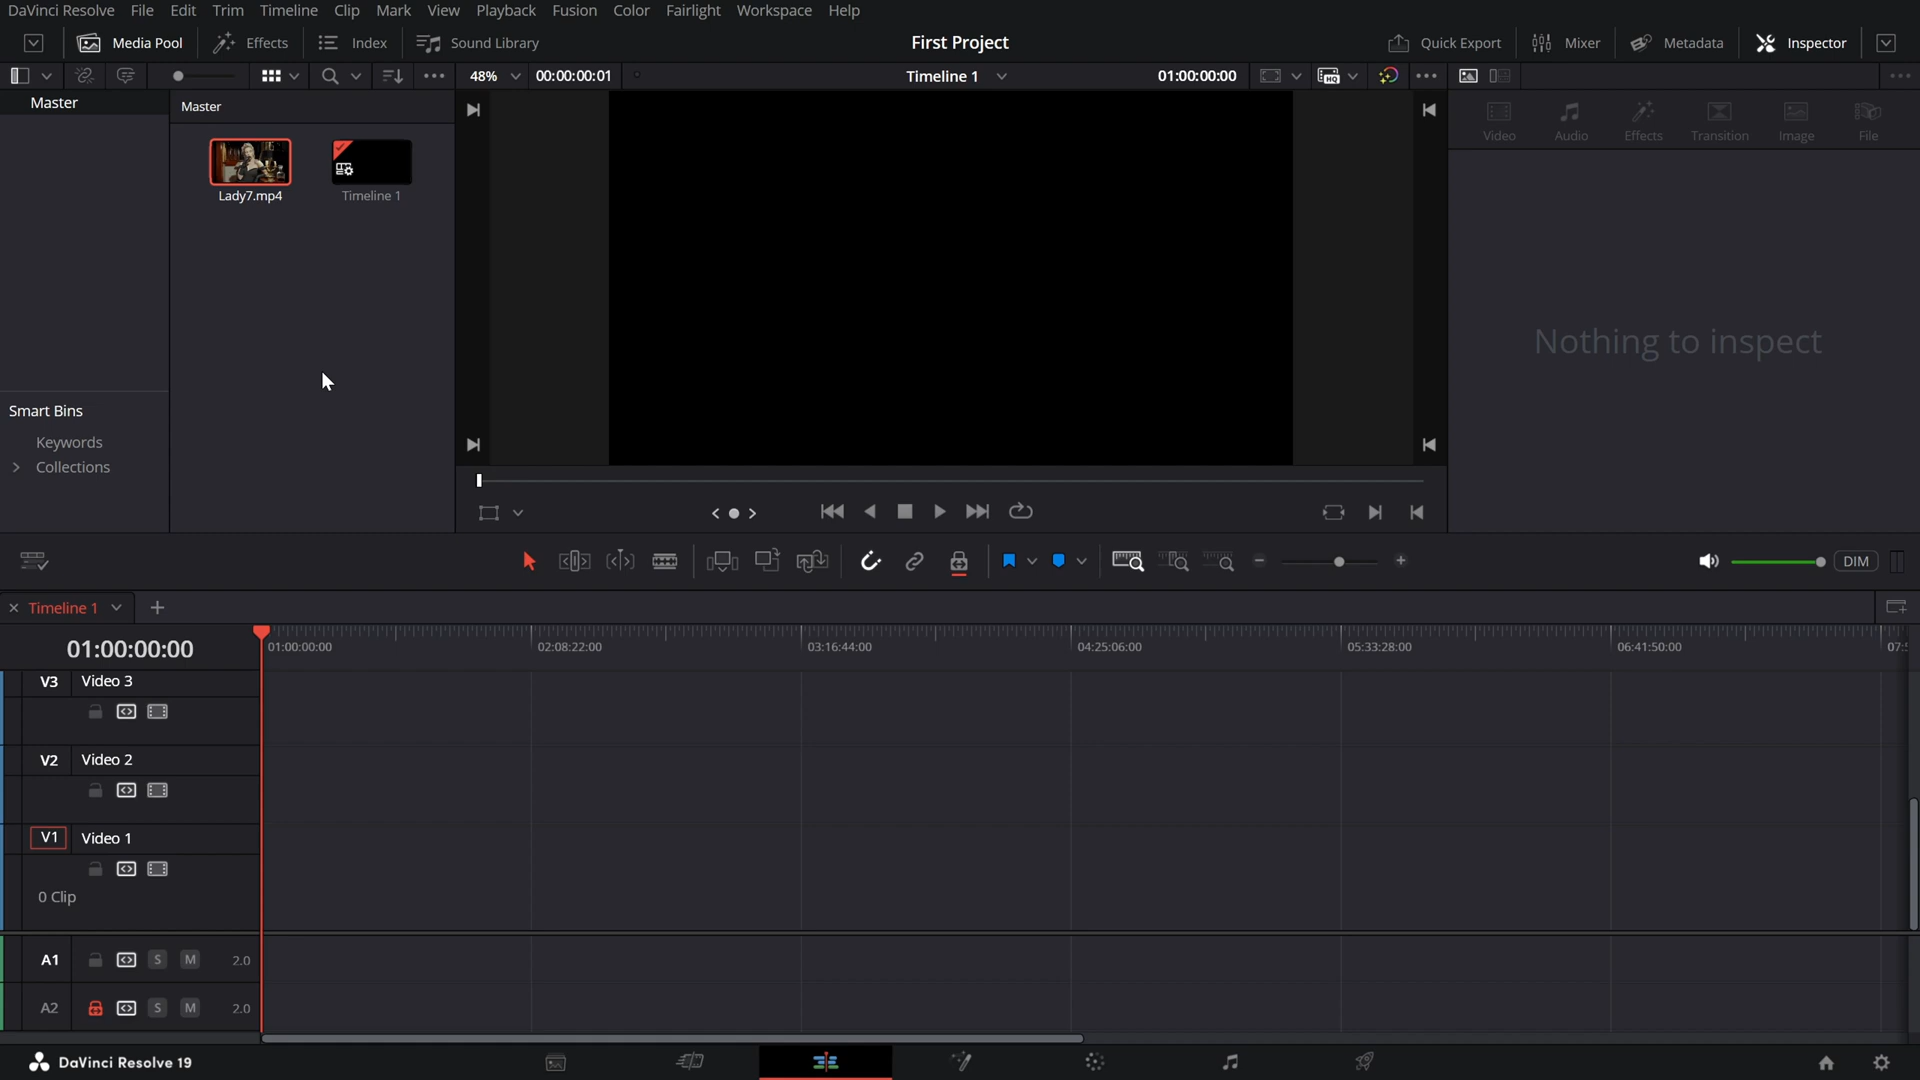 DaVinci Resolve File Edit Trim Timeline Clip Mark View Playback Fusion Color Fairlight Workspace Help
Media Pool Effects Index Sound Library First Project Quick Export Mixer Metadata Inspector
48% 00:00:00:01 Timeline 1 01:00:00:00 HQ
Master
Master
Lady7.mp4 Timeline 1
Video Audio Effects Transition Image File
Nothing to inspect
Smart Bins
Keywords
Collections
DIM
Timeline 1
01:00:00:00
01:00:00:00 02:08:22:00 03:16:44:00 04:25:06:00 05:33:28:00 06:41:50:00 07:
V3 Video 3
V2 Video 2
V1 Video 1
0 Clip
A1 S M 2.0
A2 S M 2.0
DaVinci Resolve 19